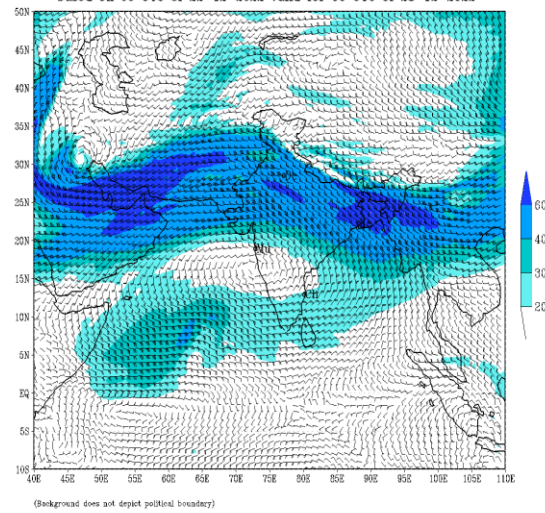 50N
45N
40N
35N
30N
25N
20N
15N
10N
5N
EQ
5S
10S
40E 45E 50E 55E 60E 65E 70E 75E 80E 85E 90E 95E 100E 105E 110E
60
40
30
20
(Background does not depict political boundary)